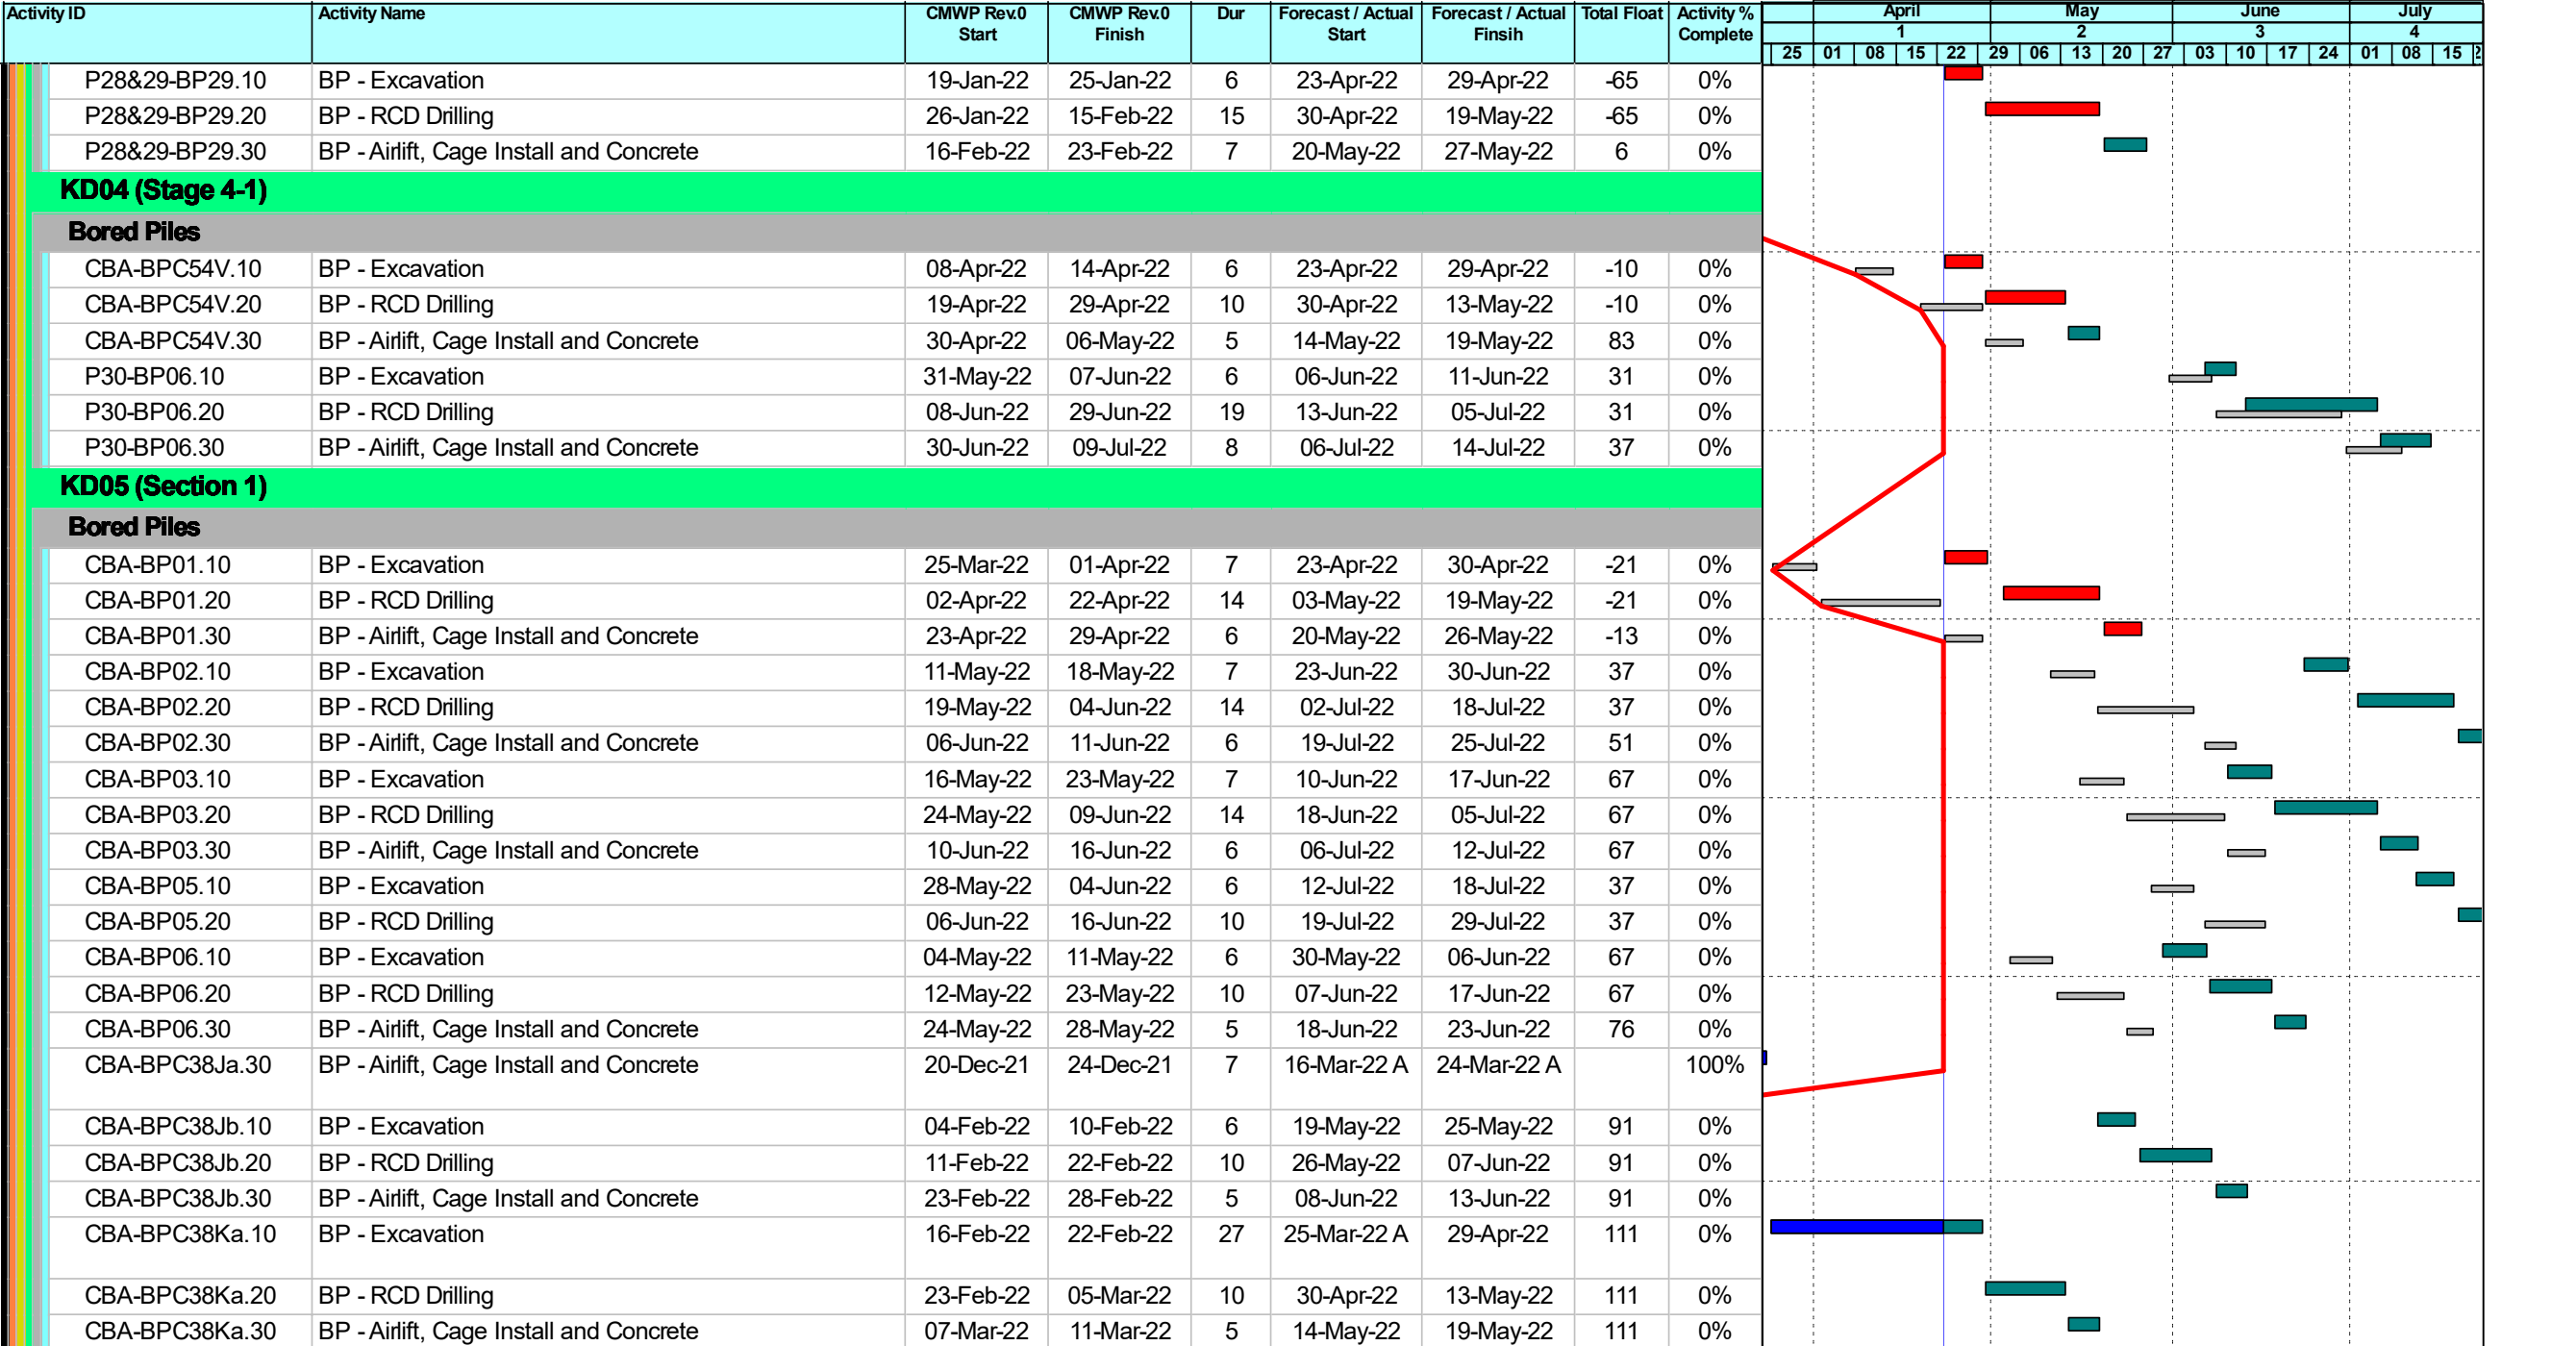 Activity ID Activity Name CMWP Rev.0 CMWP Rev.0 Dur Forecast / Actual Forecast / Actual Total Float Activity % April May June July
Start Finish Start Finsih Complete 1 2 3 4
25 01 08 15 22 29 06 13 20 27 03 10 17 24 01 08 15
P28&29-BP29.10 BP - Excavation 19-Jan-22 25-Jan-22 6 23-Apr-22 29-Apr-22 -65 0%
P28&29-BP29.20 BP - RCD Drilling 26-Jan-22 15-Feb-22 15 30-Apr-22 19-May-22 -65 0%
P28&29-BP29.30 BP - Airlift, Cage Install and Concrete 16-Feb-22 23-Feb-22 7 20-May-22 27-May-22 6 0%
KD04 (Stage 4-1)
Bored Piles
CBA-BPC54V.10 BP - Excavation 08-Apr-22 14-Apr-22 6 23-Apr-22 29-Apr-22 -10 0%
CBA-BPC54V.20 BP - RCD Drilling 19-Apr-22 29-Apr-22 10 30-Apr-22 13-May-22 -10 0%
CBA-BPC54V.30 BP - Airlift, Cage Install and Concrete 30-Apr-22 06-May-22 5 14-May-22 19-May-22 83 0%
P30-BP06.10 BP - Excavation 31-May-22 07-Jun-22 6 06-Jun-22 11-Jun-22 31 0%
P30-BP06.20 BP - RCD Drilling 08-Jun-22 29-Jun-22 19 13-Jun-22 05-Jul-22 31 0%
P30-BP06.30 BP - Airlift, Cage Install and Concrete 30-Jun-22 09-Jul-22 8 06-Jul-22 14-Jul-22 37 0%
KD05 (Section 1)
Bored Piles
CBA-BP01.10 BP - Excavation 25-Mar-22 01-Apr-22 7 23-Apr-22 30-Apr-22 -21 0%
CBA-BP01.20 BP - RCD Drilling 02-Apr-22 22-Apr-22 14 03-May-22 19-May-22 -21 0%
CBA-BP01.30 BP - Airlift, Cage Install and Concrete 23-Apr-22 29-Apr-22 6 20-May-22 26-May-22 -13 0%
CBA-BP02.10 BP - Excavation 11-May-22 18-May-22 7 23-Jun-22 30-Jun-22 37 0%
CBA-BP02.20 BP - RCD Drilling 19-May-22 04-Jun-22 14 02-Jul-22 18-Jul-22 37 0%
CBA-BP02.30 BP - Airlift, Cage Install and Concrete 06-Jun-22 11-Jun-22 6 19-Jul-22 25-Jul-22 51 0%
CBA-BP03.10 BP - Excavation 16-May-22 23-May-22 7 10-Jun-22 17-Jun-22 67 0%
CBA-BP03.20 BP - RCD Drilling 24-May-22 09-Jun-22 14 18-Jun-22 05-Jul-22 67 0%
CBA-BP03.30 BP - Airlift, Cage Install and Concrete 10-Jun-22 16-Jun-22 6 06-Jul-22 12-Jul-22 67 0%
CBA-BP05.10 BP - Excavation 28-May-22 04-Jun-22 6 12-Jul-22 18-Jul-22 37 0%
CBA-BP05.20 BP - RCD Drilling 06-Jun-22 16-Jun-22 10 19-Jul-22 29-Jul-22 37 0%
CBA-BP06.10 BP - Excavation 04-May-22 11-May-22 6 30-May-22 06-Jun-22 67 0%
CBA-BP06.20 BP - RCD Drilling 12-May-22 23-May-22 10 07-Jun-22 17-Jun-22 67 0%
CBA-BP06.30 BP - Airlift, Cage Install and Concrete 24-May-22 28-May-22 5 18-Jun-22 23-Jun-22 76 0%
CBA-BPC38Ja.30 BP - Airlift, Cage Install and Concrete 20-Dec-21 24-Dec-21 7 16-Mar-22 A 24-Mar-22 A 100%
CBA-BPC38Jb.10 BP - Excavation 04-Feb-22 10-Feb-22 6 19-May-22 25-May-22 91 0%
CBA-BPC38Jb.20 BP - RCD Drilling 11-Feb-22 22-Feb-22 10 26-May-22 07-Jun-22 91 0%
CBA-BPC38Jb.30 BP - Airlift, Cage Install and Concrete 23-Feb-22 28-Feb-22 5 08-Jun-22 13-Jun-22 91 0%
CBA-BPC38Ka.10 BP - Excavation 16-Feb-22 22-Feb-22 27 25-Mar-22 A 29-Apr-22 111 0%
CBA-BPC38Ka.20 BP - RCD Drilling 23-Feb-22 05-Mar-22 10 30-Apr-22 13-May-22 111 0%
CBA-BPC38Ka.30 BP - Airlift, Cage Install and Concrete 07-Mar-22 11-Mar-22 5 14-May-22 19-May-22 111 0%